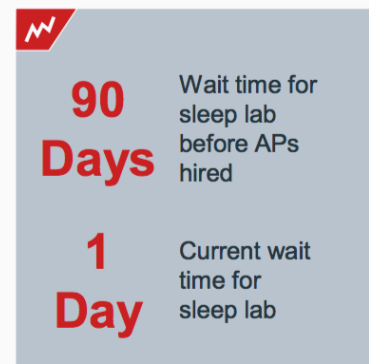 90
Days
Wait time for
sleep lab
before APs
hired
1
Day
Current wait
time for
sleep lab